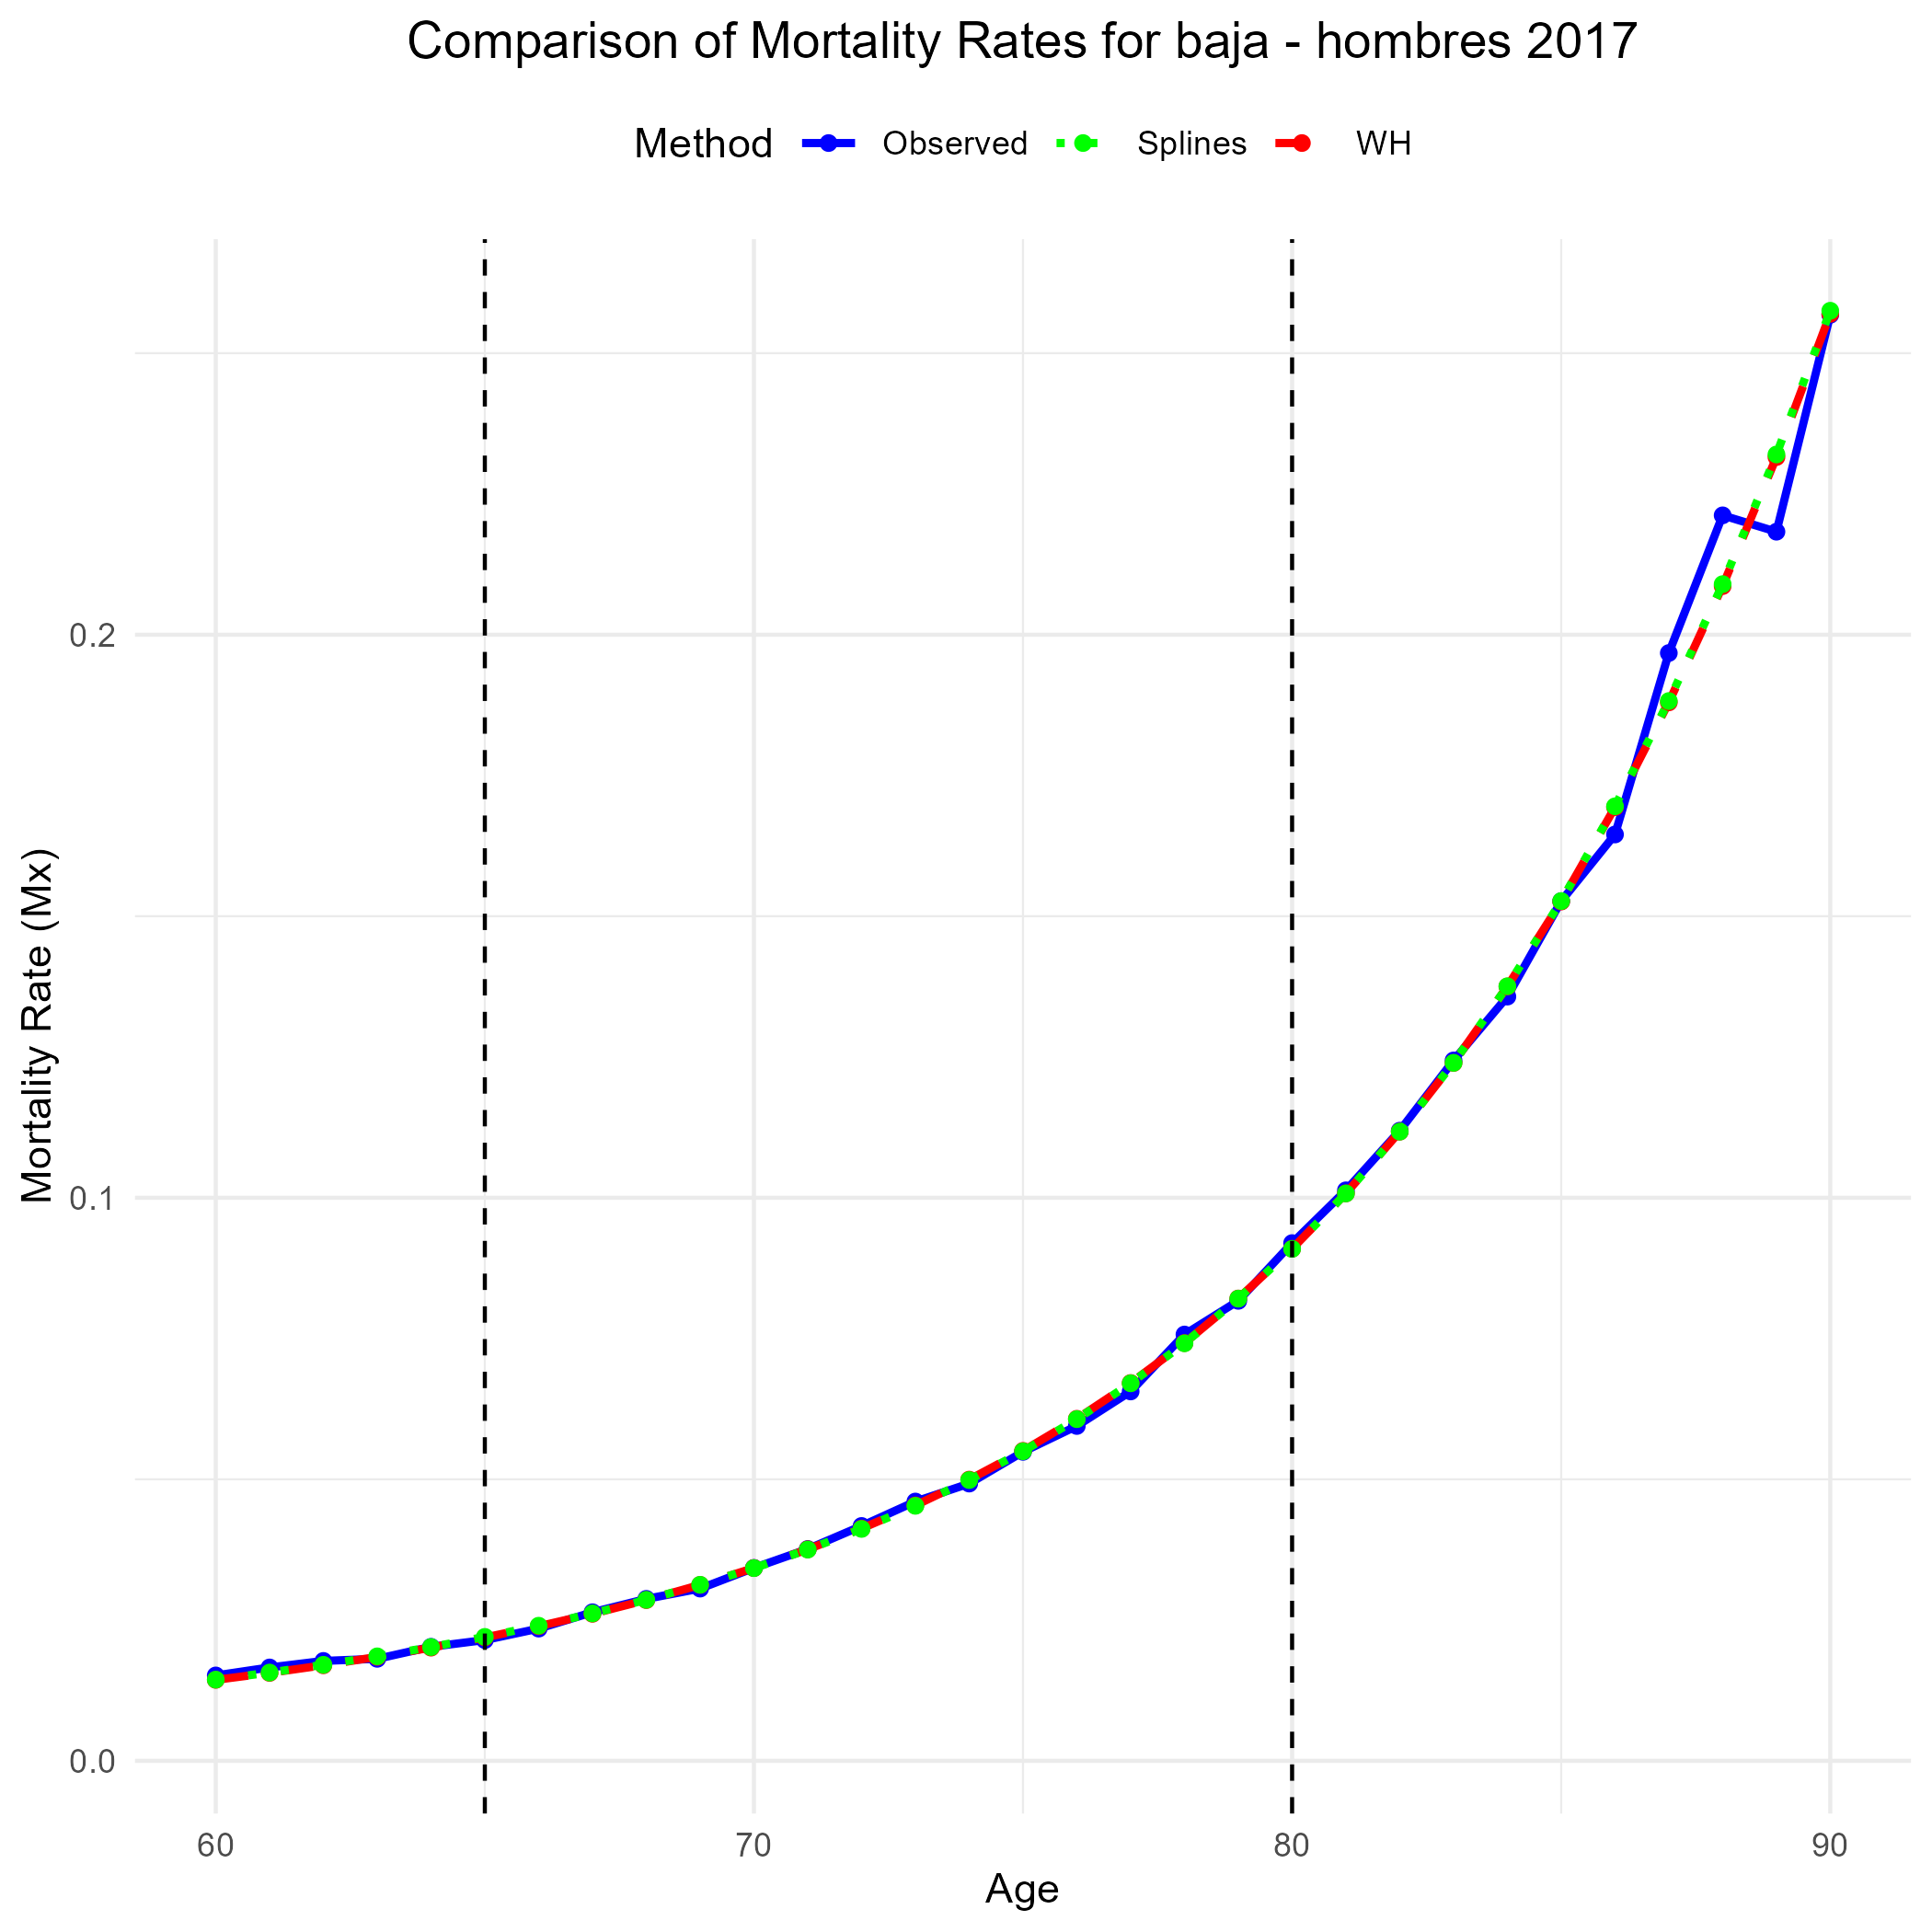 Comparison of Mortality Rates for baja - hombres 2017
Method Observed Splines WH
Mortality Rate (Mx)
0.2
0.1
0.0
60 70 80 90
Age